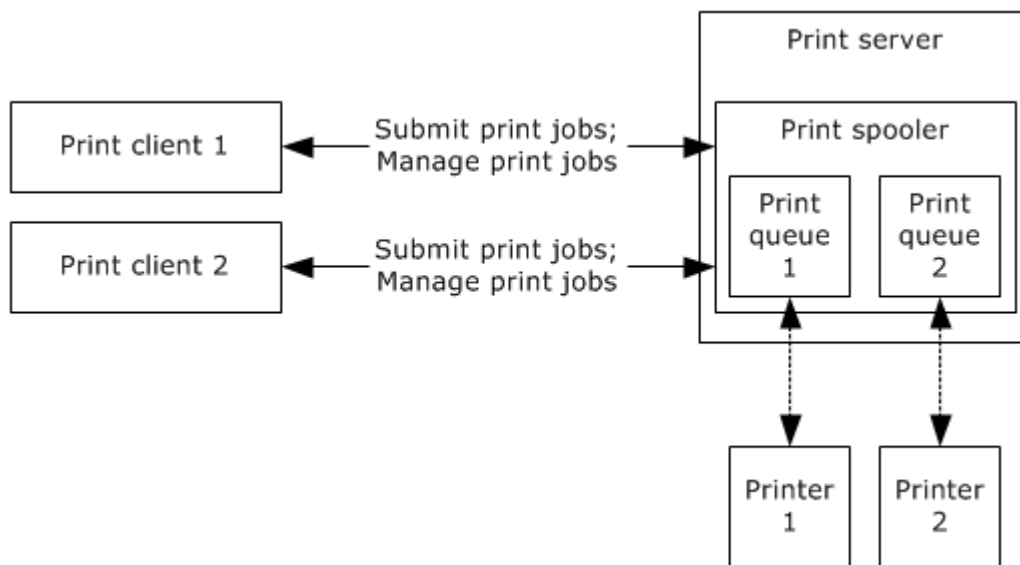 Print server
Print spooler
Print client 1
Submit print jobs;
Manage print jobs
Print
queue
1
Print
queue
2
Print client 2
Submit print jobs;
Manage print jobs
Printer
1
Printer
2